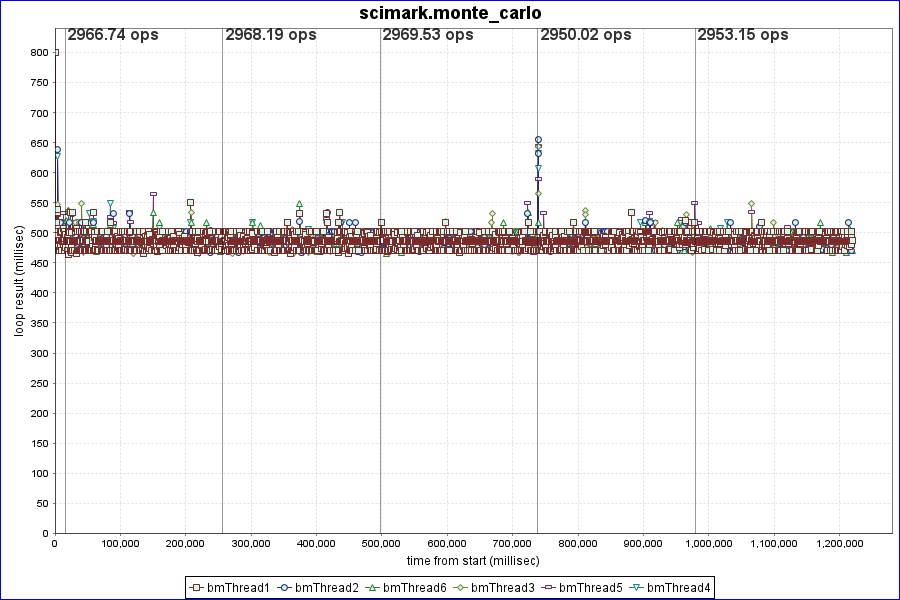 scimark.monte_carlo
2966.74 ops 2968.19 ops 2969.53 ops 2950.02 ops 2953.15 ops
800
750
700
650
600
550
500
450
400
350
300
250
200
150
100
50
0
loop result (millisec)
0 100,000 200,000 300,000 400,000 500,000 600,000 700,000 800,000 900,000 1,000,000 1,100,000 1,200,000
time from start (millisec)
bmThread1 bmThread2 bmThread6 bmThread3 bmThread5 bmThread4